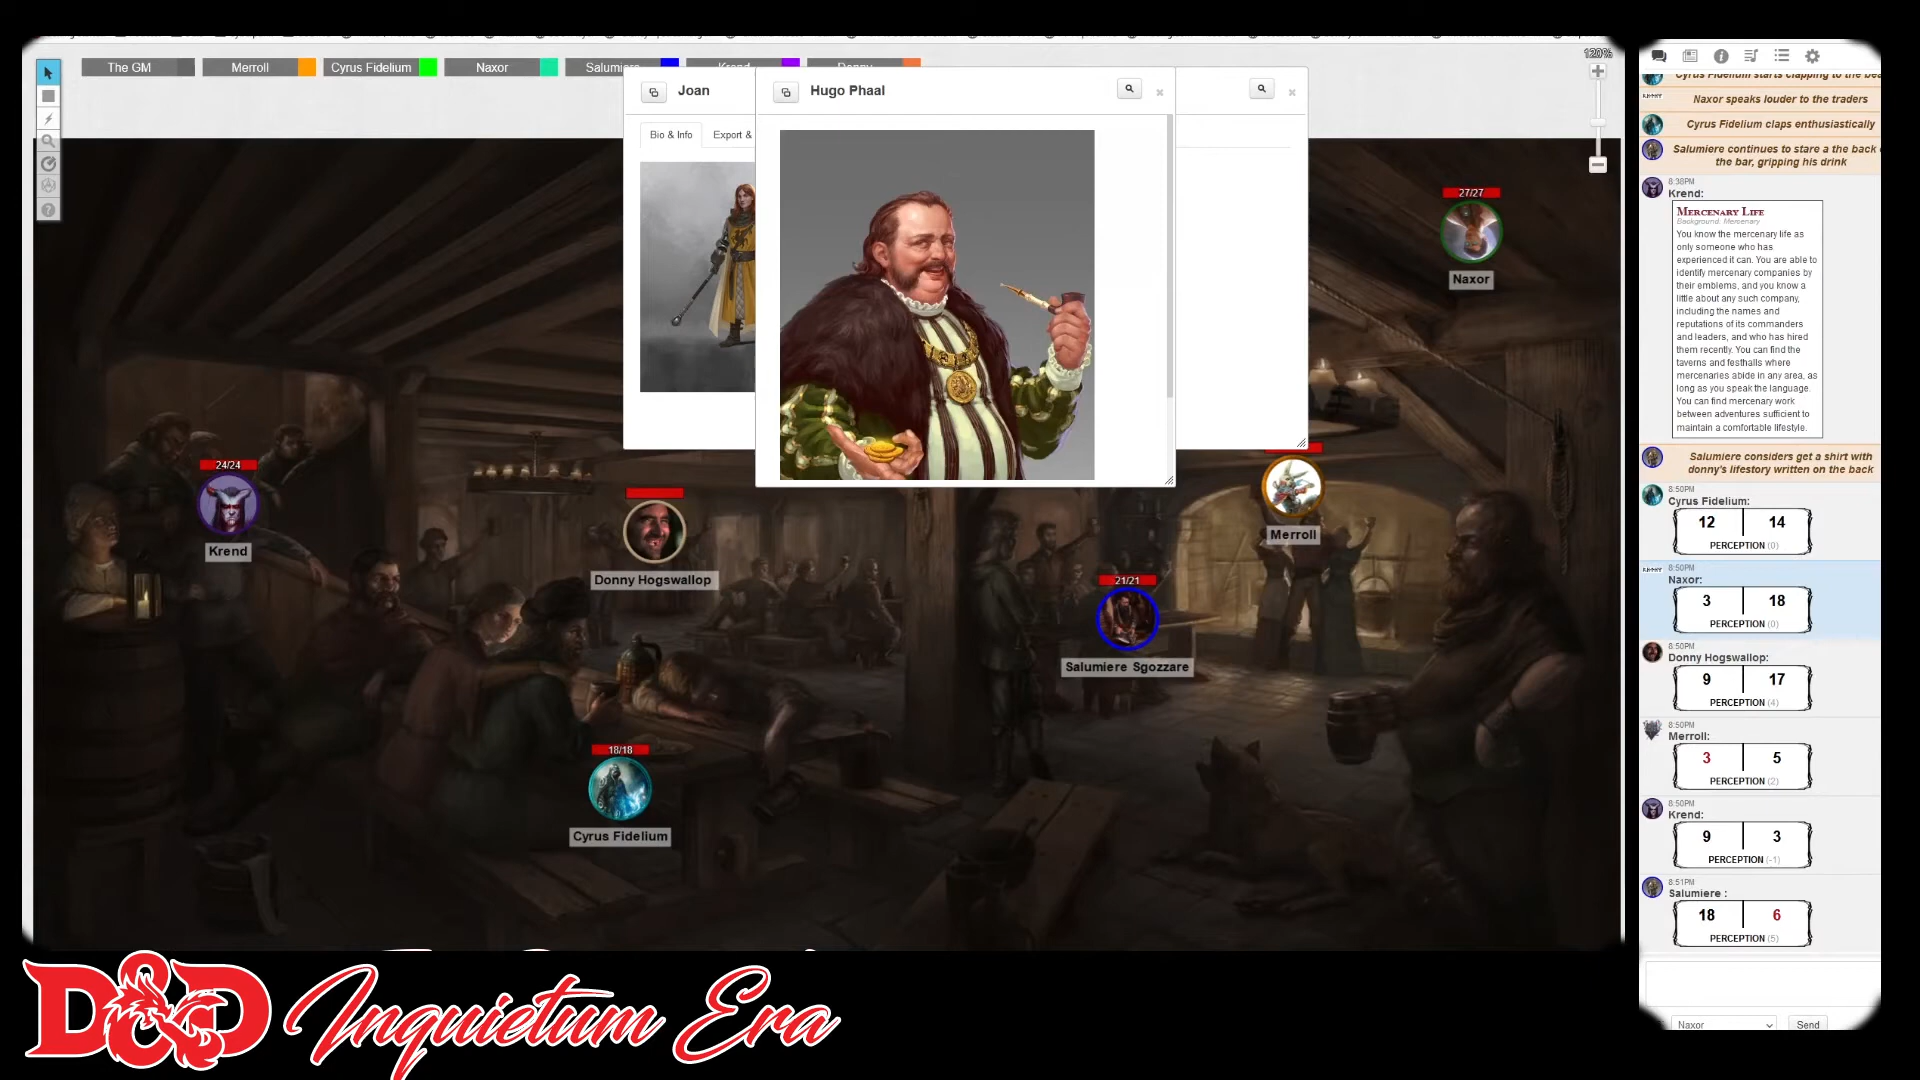 120%
The GM
Merroll
Cyrus Fidelium
Naxor
Salumiere
Krend
Donny
Joan
Hugo Phaal
Bio & Info
Export &
27/27
Naxor
24/24
Krend
Donny Hogswallop
Merroll
21/21
Salumiere Sgozzare
18/18
Cyrus Fidelium
D&D Inquietum Era
Cyrus Fidelium starts clapping to the
Naxor speaks louder to the traders
Cyrus Fidelium claps enthusiastically
Salumiere continues to stare a the back
the bar, gripping his drink
8:38PM
Krend:
Mercenary Life
Background: Mercenary
You know the mercenary life as
only someone who has
experienced it can. You are able to
identify mercenary companies by
their emblems, and you know a
little about any such company,
including the names and
reputations of its commanders
and leaders, and who has hired
them recently. You can find the
taverns and festhalls where
mercenaries abide in any area, as
long as you speak the language.
You can find mercenary work
between adventures sufficient to
maintain a comfortable lifestyle.
Salumiere considers get a shirt with
donny's lifestory written on the back
8:50PM
Cyrus Fidelium:
12 14
PERCEPTION (0)
8:50PM
Naxor:
3 18
PERCEPTION (0)
8:50PM
Donny Hogswallop:
9 17
PERCEPTION (4)
8:50PM
Merroll:
3 5
PERCEPTION (2)
8:50PM
Krend:
9 3
PERCEPTION (-1)
8:51PM
Salumiere :
18 6
PERCEPTION (5)
Naxor
Send